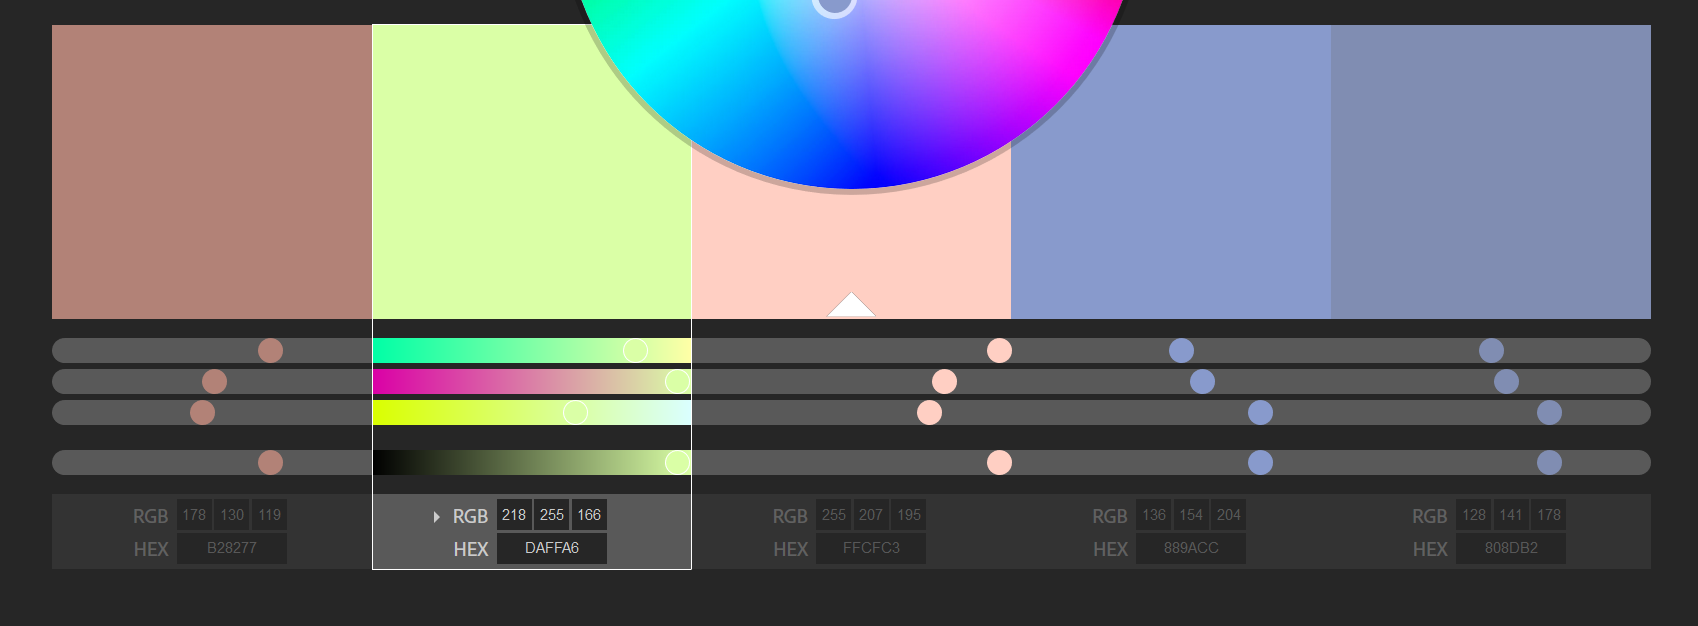 RGB 178 130 119
HEX B28277
RGB 218 255 166
HEX DAFFA6
RGB 255 207 195
HEX FFCFC3
RGB 136 154 204
HEX 889ACC
RGB 128 141 178
HEX 808DB2